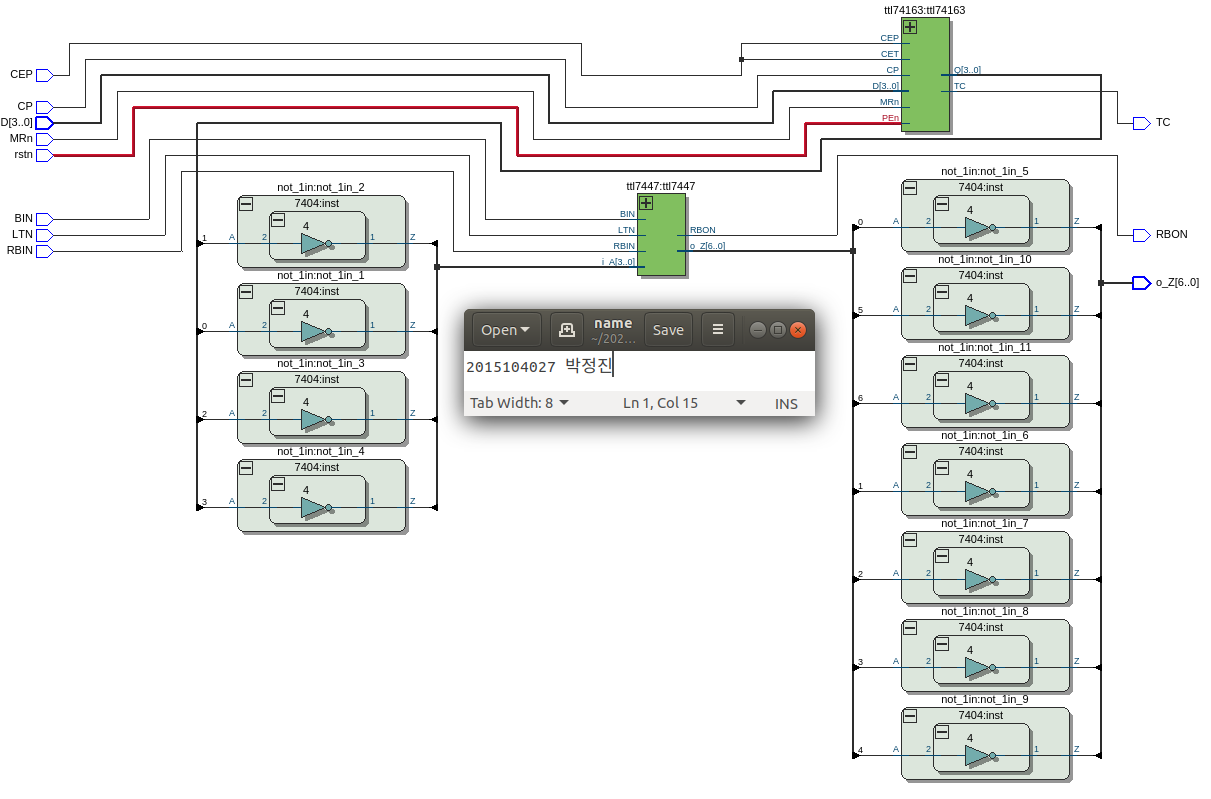 ttl74163:ttl74163
CEP
CET
CP
D[3..0]
MRn
PEn
Q[3..0]
TC
CEP
CP
D[3..0]
MRn
rstn
BIN
LTN
RBIN
TC
RBON
o_Z[6..0]
ttl7447:ttl7447
BIN
LTN
RBIN
i_A[3..0]
RBON
o_Z[6..0]
not_1in:not_1in_2
7404:inst
4
1 A 2 1 Z
not_1in:not_1in_1
7404:inst
4
0 A 2 1 Z
not_1in:not_1in_3
7404:inst
4
2 A 2 1 Z
not_1in:not_1in_4
7404:inst
4
3 A 2 1 Z
Open name Save
~/202...
2015104027 박정진
Tab Width: 8 Ln 1, Col 15 INS
not_1in:not_1in_5
7404:inst
4
0 A 2 1 Z
not_1in:not_1in_10
7404:inst
4
5 A 2 1 Z
not_1in:not_1in_11
7404:inst
4
6 A 2 1 Z
not_1in:not_1in_6
7404:inst
4
1 A 2 1 Z
not_1in:not_1in_7
7404:inst
4
2 A 2 1 Z
not_1in:not_1in_8
7404:inst
4
3 A 2 1 Z
not_1in:not_1in_9
7404:inst
4
4 A 2 1 Z